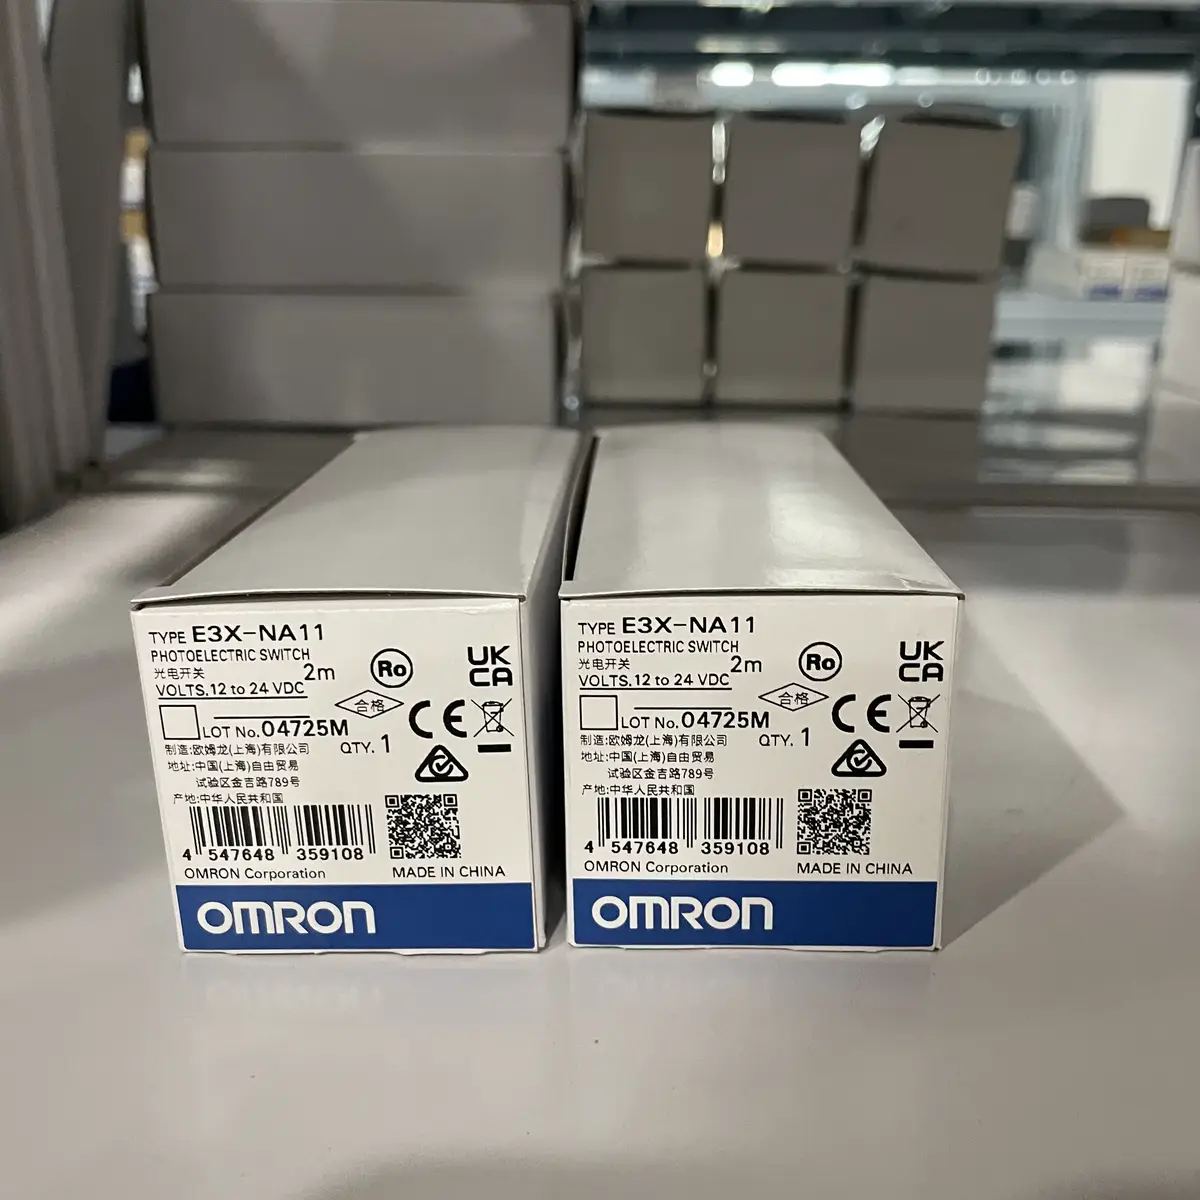 TYPE E3X-NA11
PHOTOELECTRIC SWITCH
光电开关 2m
VOLTS. 12 to 24 VDC
Ro
UK
CA
合格
CE
LOT No. 04725M
制造:欧姆龙(上海)有限公司 QTY. 1
地址:中国(上海)自由贸易
试验区金吉路789号
产地:中华人民共和国
4 547648 359108
OMRON Corporation MADE IN CHINA
OMRON
TYPE E3X-NA11
PHOTOELECTRIC SWITCH
光电开关 2m
VOLTS. 12 to 24 VDC
Ro
UK
CA
合格
CE
LOT No. 04725M
制造:欧姆龙(上海)有限公司 QTY. 1
地址:中国(上海)自由贸易
试验区金吉路789号
产地:中华人民共和国
4 547648 359108
OMRON Corporation MADE IN CHINA
OMRON